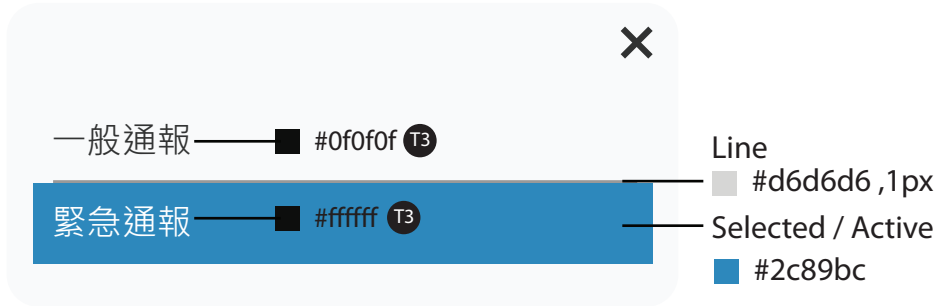 一般通報 #0f0f0f T3
Line
#d6d6d6 ,1px
緊急通報 #ffffff T3
Selected / Active
#2c89bc